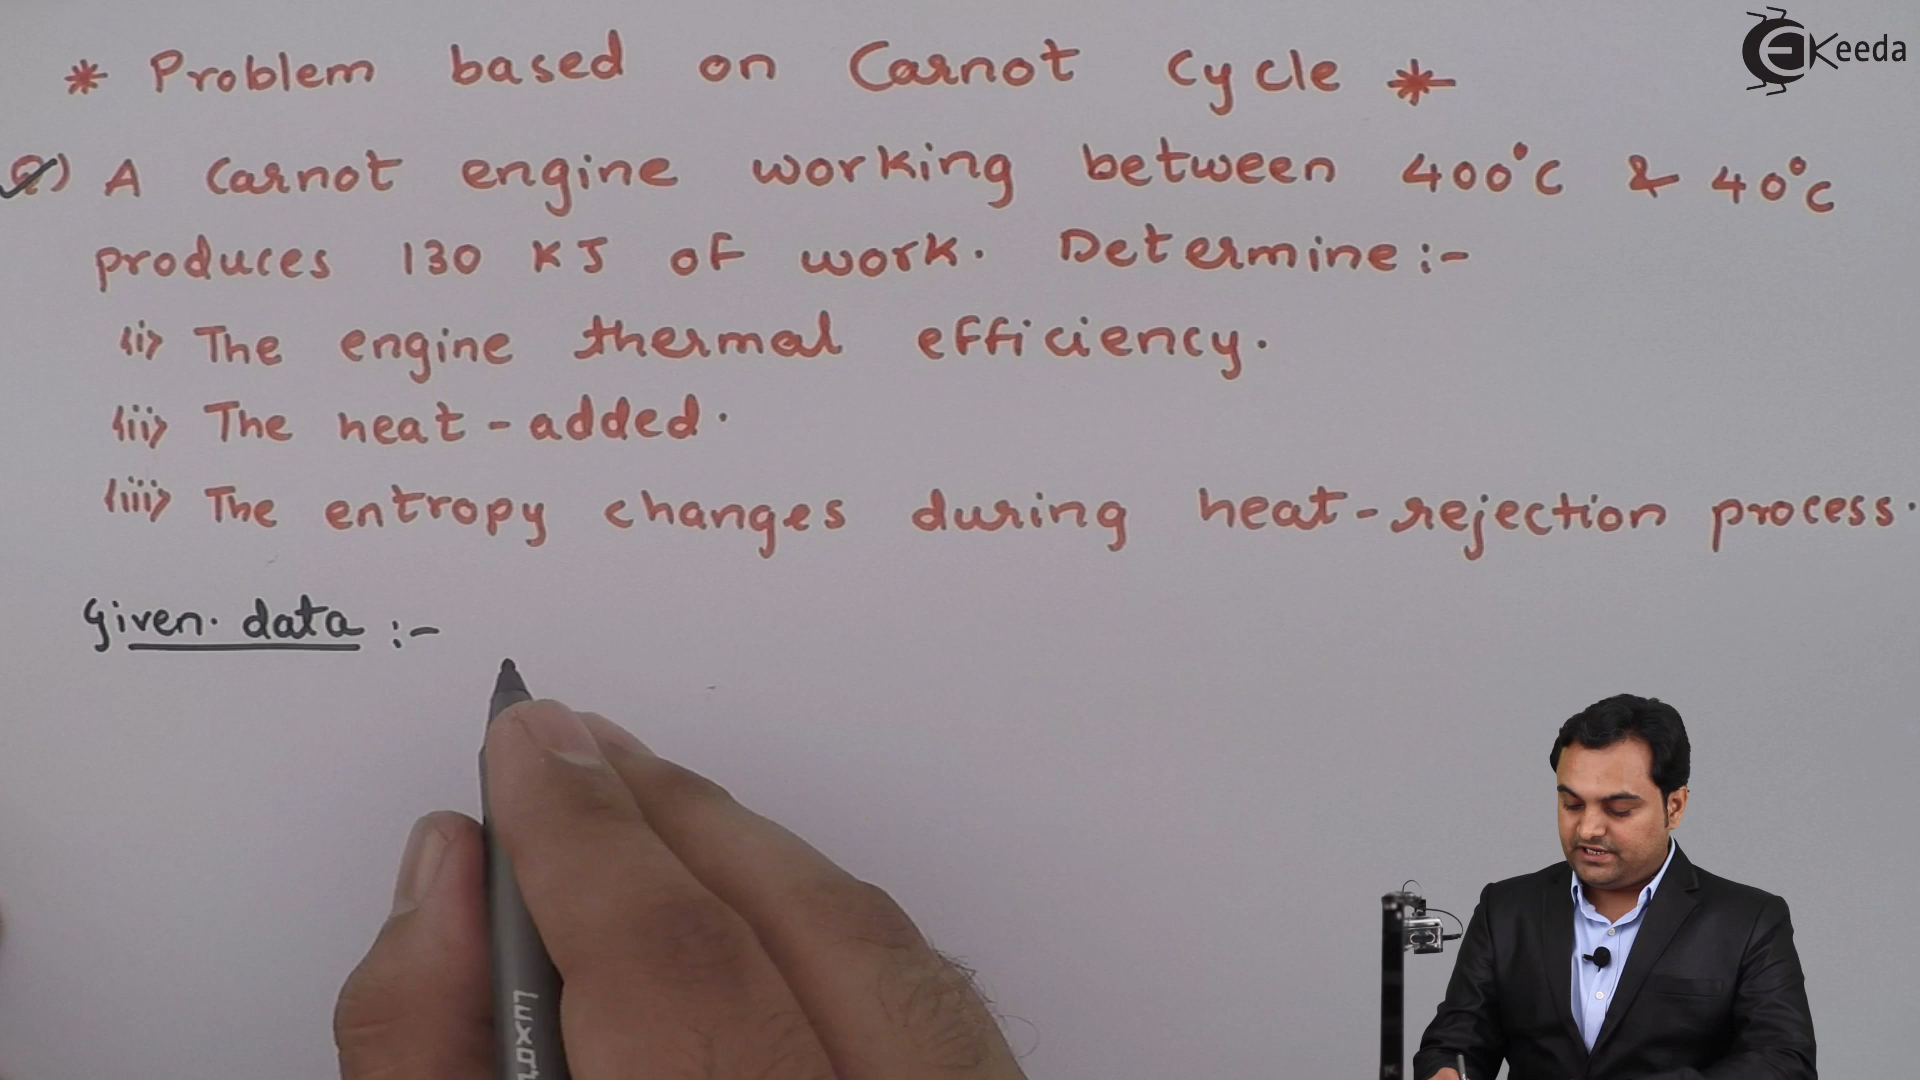 * Problem based on Carnot Cycle *
Q) A Carnot engine working between 400°C & 40°C
produces 130 KJ of work. Determine:-
(i) The engine thermal efficiency.
(ii) The heat-added.
(iii) The entropy changes during heat-rejection process.
Given data :-
EKeeda
Luxor